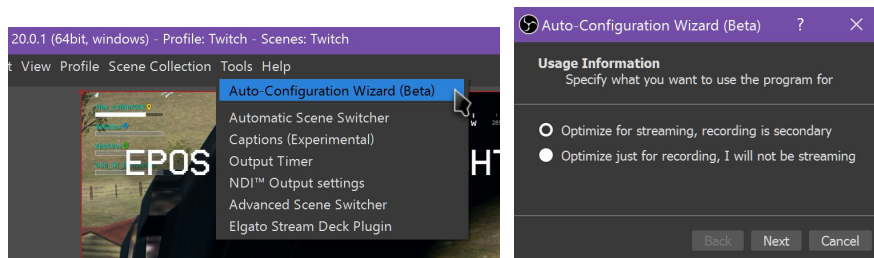 20.0.1 (64bit, windows) - Profile: Twitch - Scenes: Twitch
t View Profile Scene Collection Tools Help
Auto-Configuration Wizard (Beta)
Automatic Scene Switcher
Captions (Experimental)
Output Timer
NDI™ Output settings
Advanced Scene Switcher
Elgato Stream Deck Plugin
EPOS
HT
W
Auto-Configuration Wizard (Beta) ?
Usage Information
Specify what you want to use the program for
Optimize for streaming, recording is secondary
Optimize just for recording, I will not be streaming
Back Next Cancel